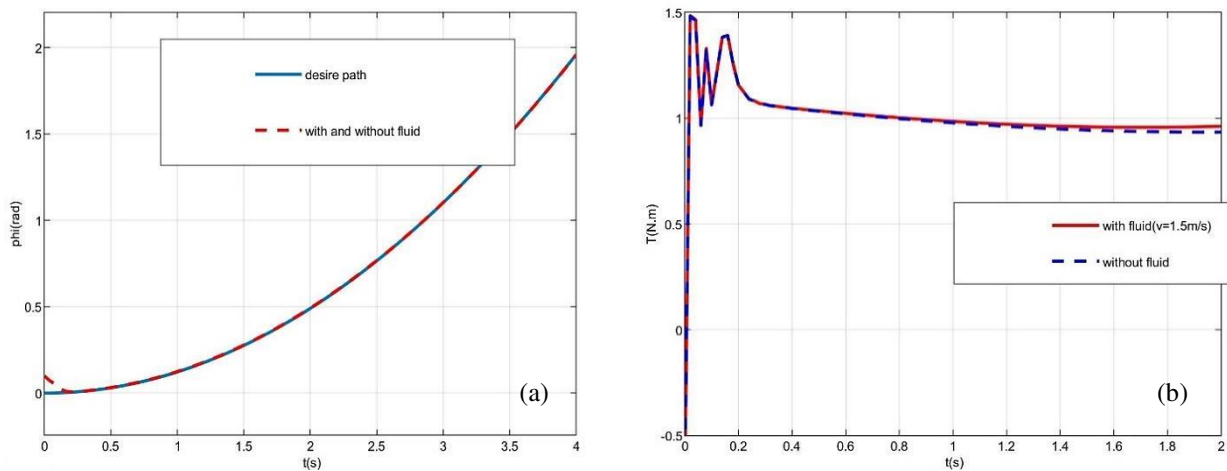 2
1.5
1
0.5
0
phi(rad)
desire path
with and without fluid
(a)
0 0.5 1 1.5 2 2.5 3 3.5 4
t(s)
1.5
1
0.5
0
-0.5
T(N.m)
with fluid(v=1.5m/s)
without fluid
(b)
0 0.2 0.4 0.6 0.8 1 1.2 1.4 1.6 1.8 2
t(s)